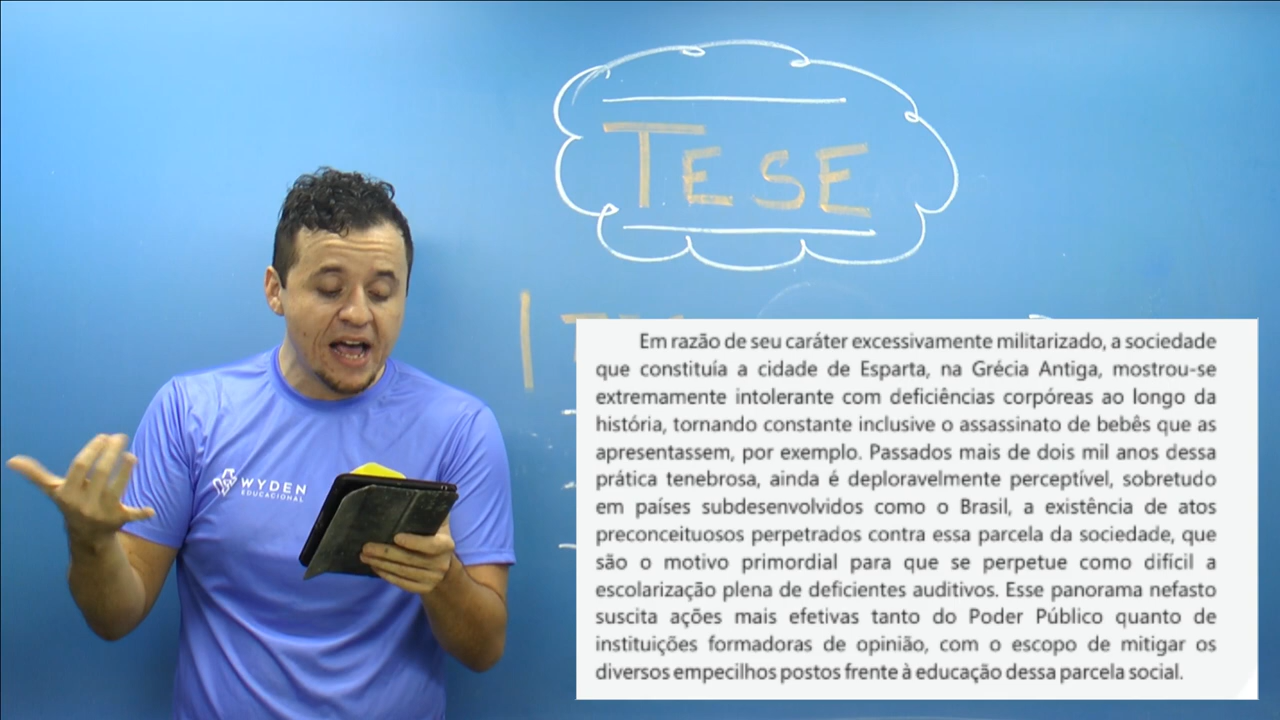 TESE
WYDEN
EDUCACIONAL
Em razão de seu caráter excessivamente militarizado, a sociedade
que constituía a cidade de Esparta, na Grécia Antiga, mostrou-se
extremamente intolerante com deficiências corpóreas ao longo da
história, tornando constante inclusive o assassinato de bebês que as
apresentassem, por exemplo. Passados mais de dois mil anos dessa
prática tenebrosa, ainda é deploravelmente perceptível, sobretudo
em países subdesenvolvidos como o Brasil, a existência de atos
preconceituosos perpetrados contra essa parcela da sociedade, que
são o motivo primordial para que se perpetue como difícil a
escolarização plena de deficientes auditivos. Esse panorama nefasto
suscita ações mais efetivas tanto do Poder Público quanto de
instituições formadoras de opinião, com o escopo de mitigar os
diversos empecilhos postos frente à educação dessa parcela social.